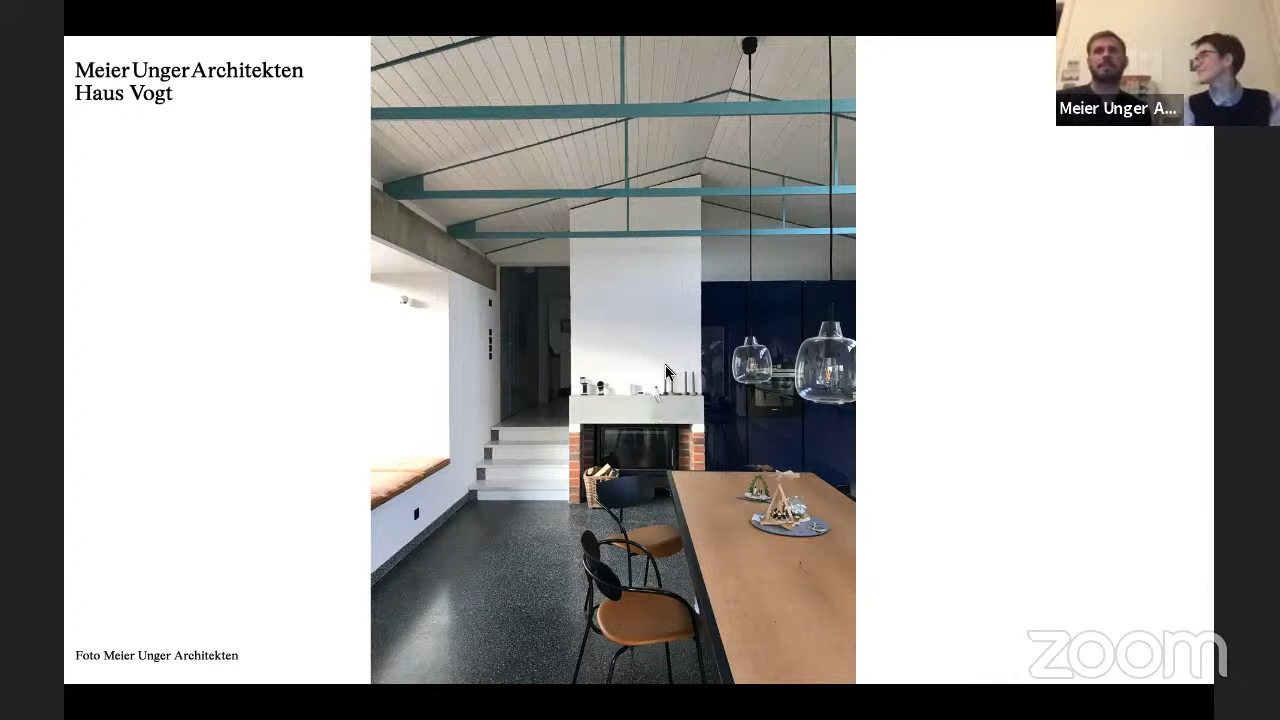 Meier Unger Architekten
Haus Vogt
Meier Unger A...
Foto Meier Unger Architekten
zoom